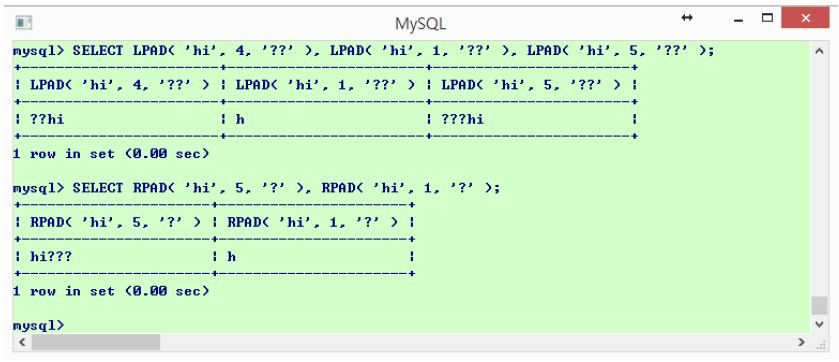 MySQL
mysql> SELECT LPAD( 'hi', 4, '??' ), LPAD( 'hi', 1, '??' ), LPAD( 'hi', 5, '??' );
+-----------------------+-----------------------+-----------------------+
| LPAD( 'hi', 4, '??' ) | LPAD( 'hi', 1, '??' ) | LPAD( 'hi', 5, '??' ) |
+-----------------------+-----------------------+-----------------------+
| ??hi                  | h                     | ???hi                 |
+-----------------------+-----------------------+-----------------------+
1 row in set (0.00 sec)
mysql> SELECT RPAD( 'hi', 5, '?' ), RPAD( 'hi', 1, '?' );
+----------------------+----------------------+
| RPAD( 'hi', 5, '?' ) | RPAD( 'hi', 1, '?' ) |
+----------------------+----------------------+
| hi???                | h                    |
+----------------------+----------------------+
1 row in set (0.00 sec)
mysql>